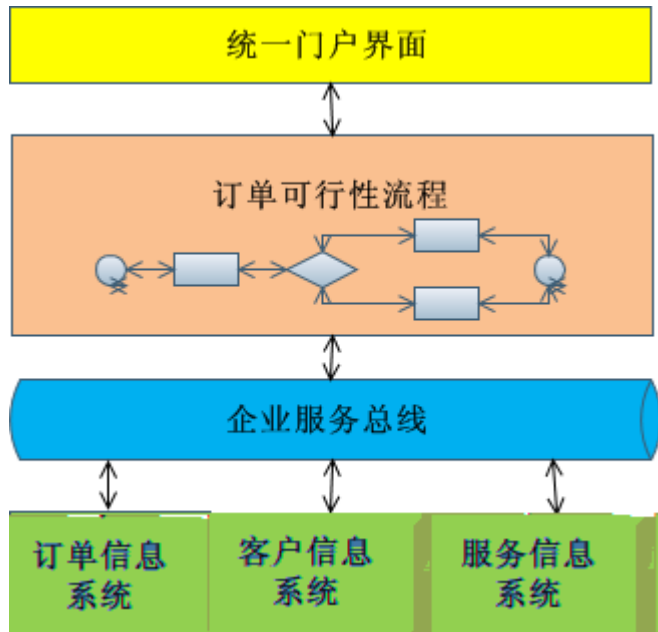 统一门户界面
订单可行性流程
企业服务总线
订单信息
系统
客户信息
系统
服务信息
系统